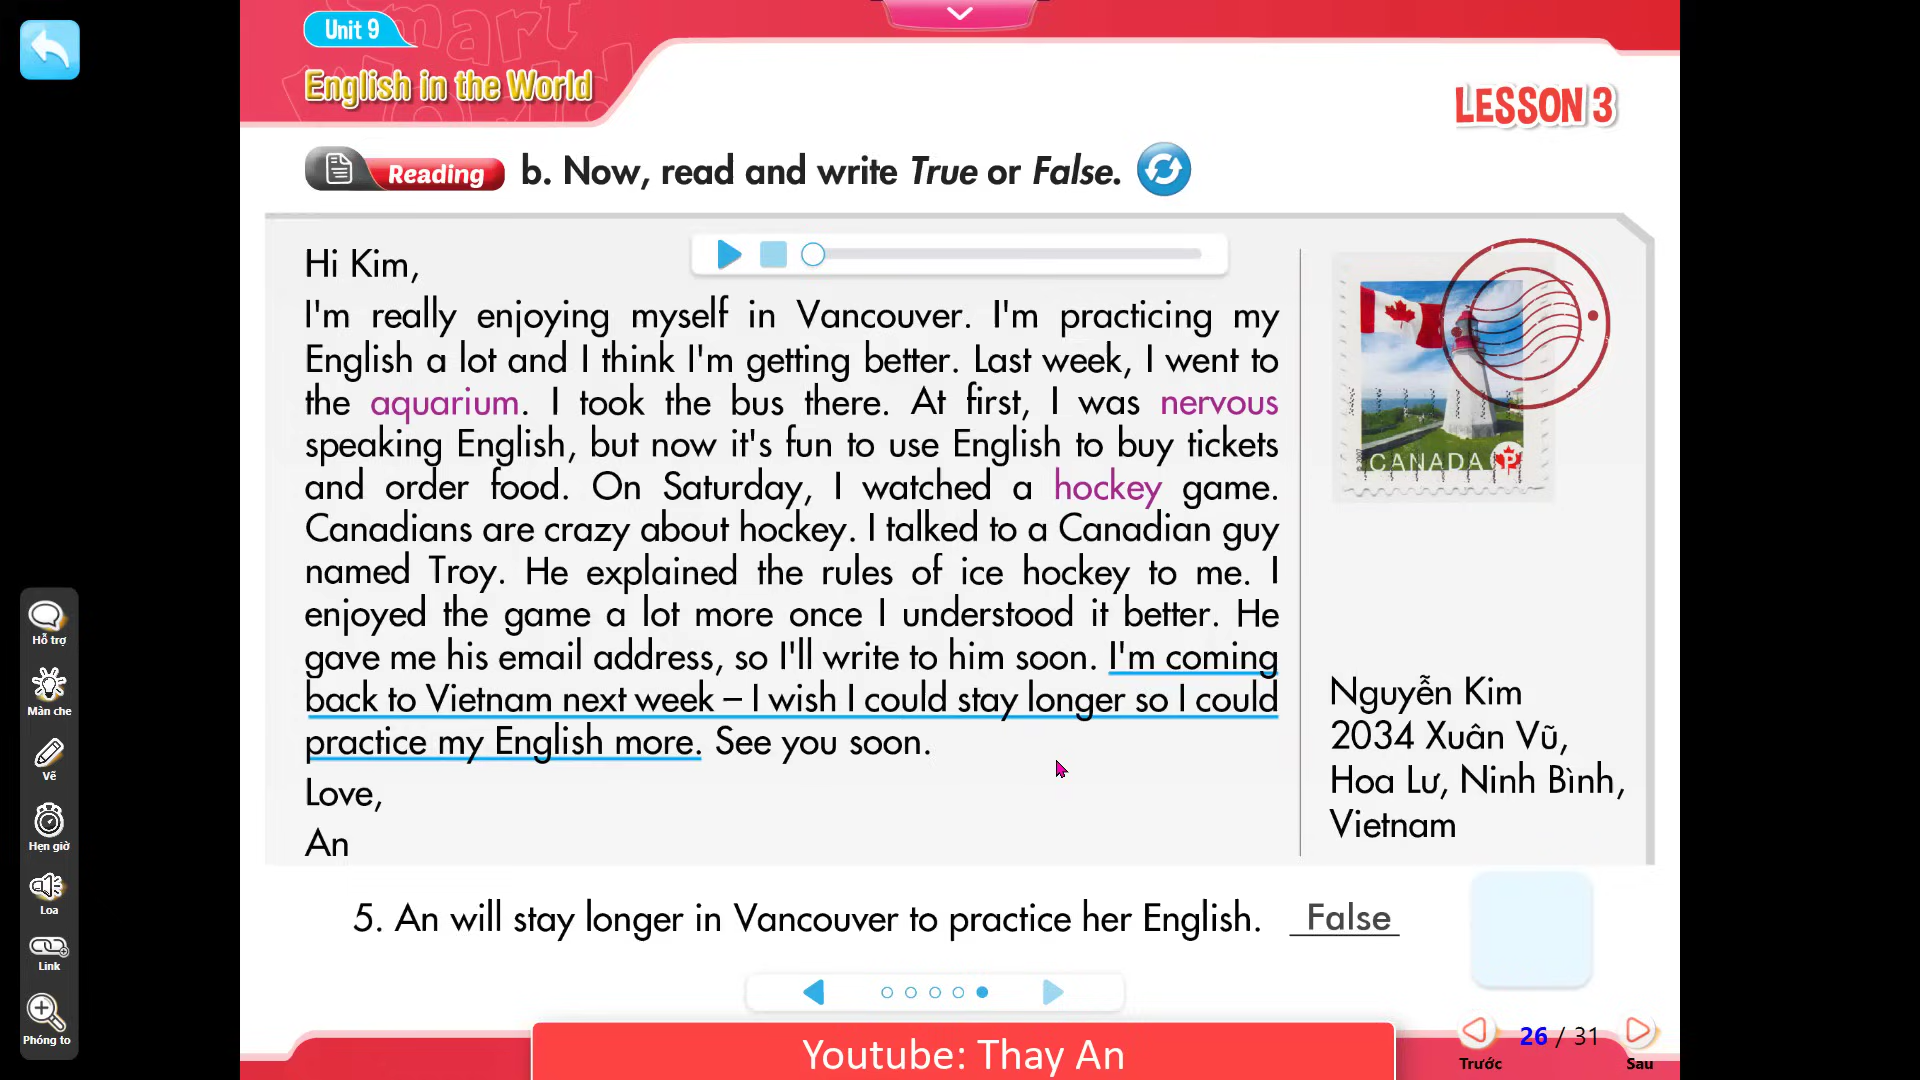 Unit 9
English in the World
LESSON 3
Reading
b. Now, read and write True or False.
Hi Kim,
I'm really enjoying myself in Vancouver. I'm practicing my
English a lot and I think I'm getting better. Last week, I went to
the aquarium. I took the bus there. At first, I was nervous
speaking English, but now it's fun to use English to buy tickets
and order food. On Saturday, I watched a hockey game.
Canadians are crazy about hockey. I talked to a Canadian guy
named Troy. He explained the rules of ice hockey to me. I
enjoyed the game a lot more once I understood it better. He
gave me his email address, so I'll write to him soon. I'm coming
back to Vietnam next week – I wish I could stay longer so I could
practice my English more. See you soon.
Love,
An
CANADA P
Nguyễn Kim
2034 Xuân Vũ,
Hoa Lư, Ninh Bình,
Vietnam
5. An will stay longer in Vancouver to practice her English. False
Youtube: Thay An
Trước
26 / 31
Sau
Hỗ trợ
Màn che
Vẽ
Hẹn giờ
Loa
Link
Phóng to